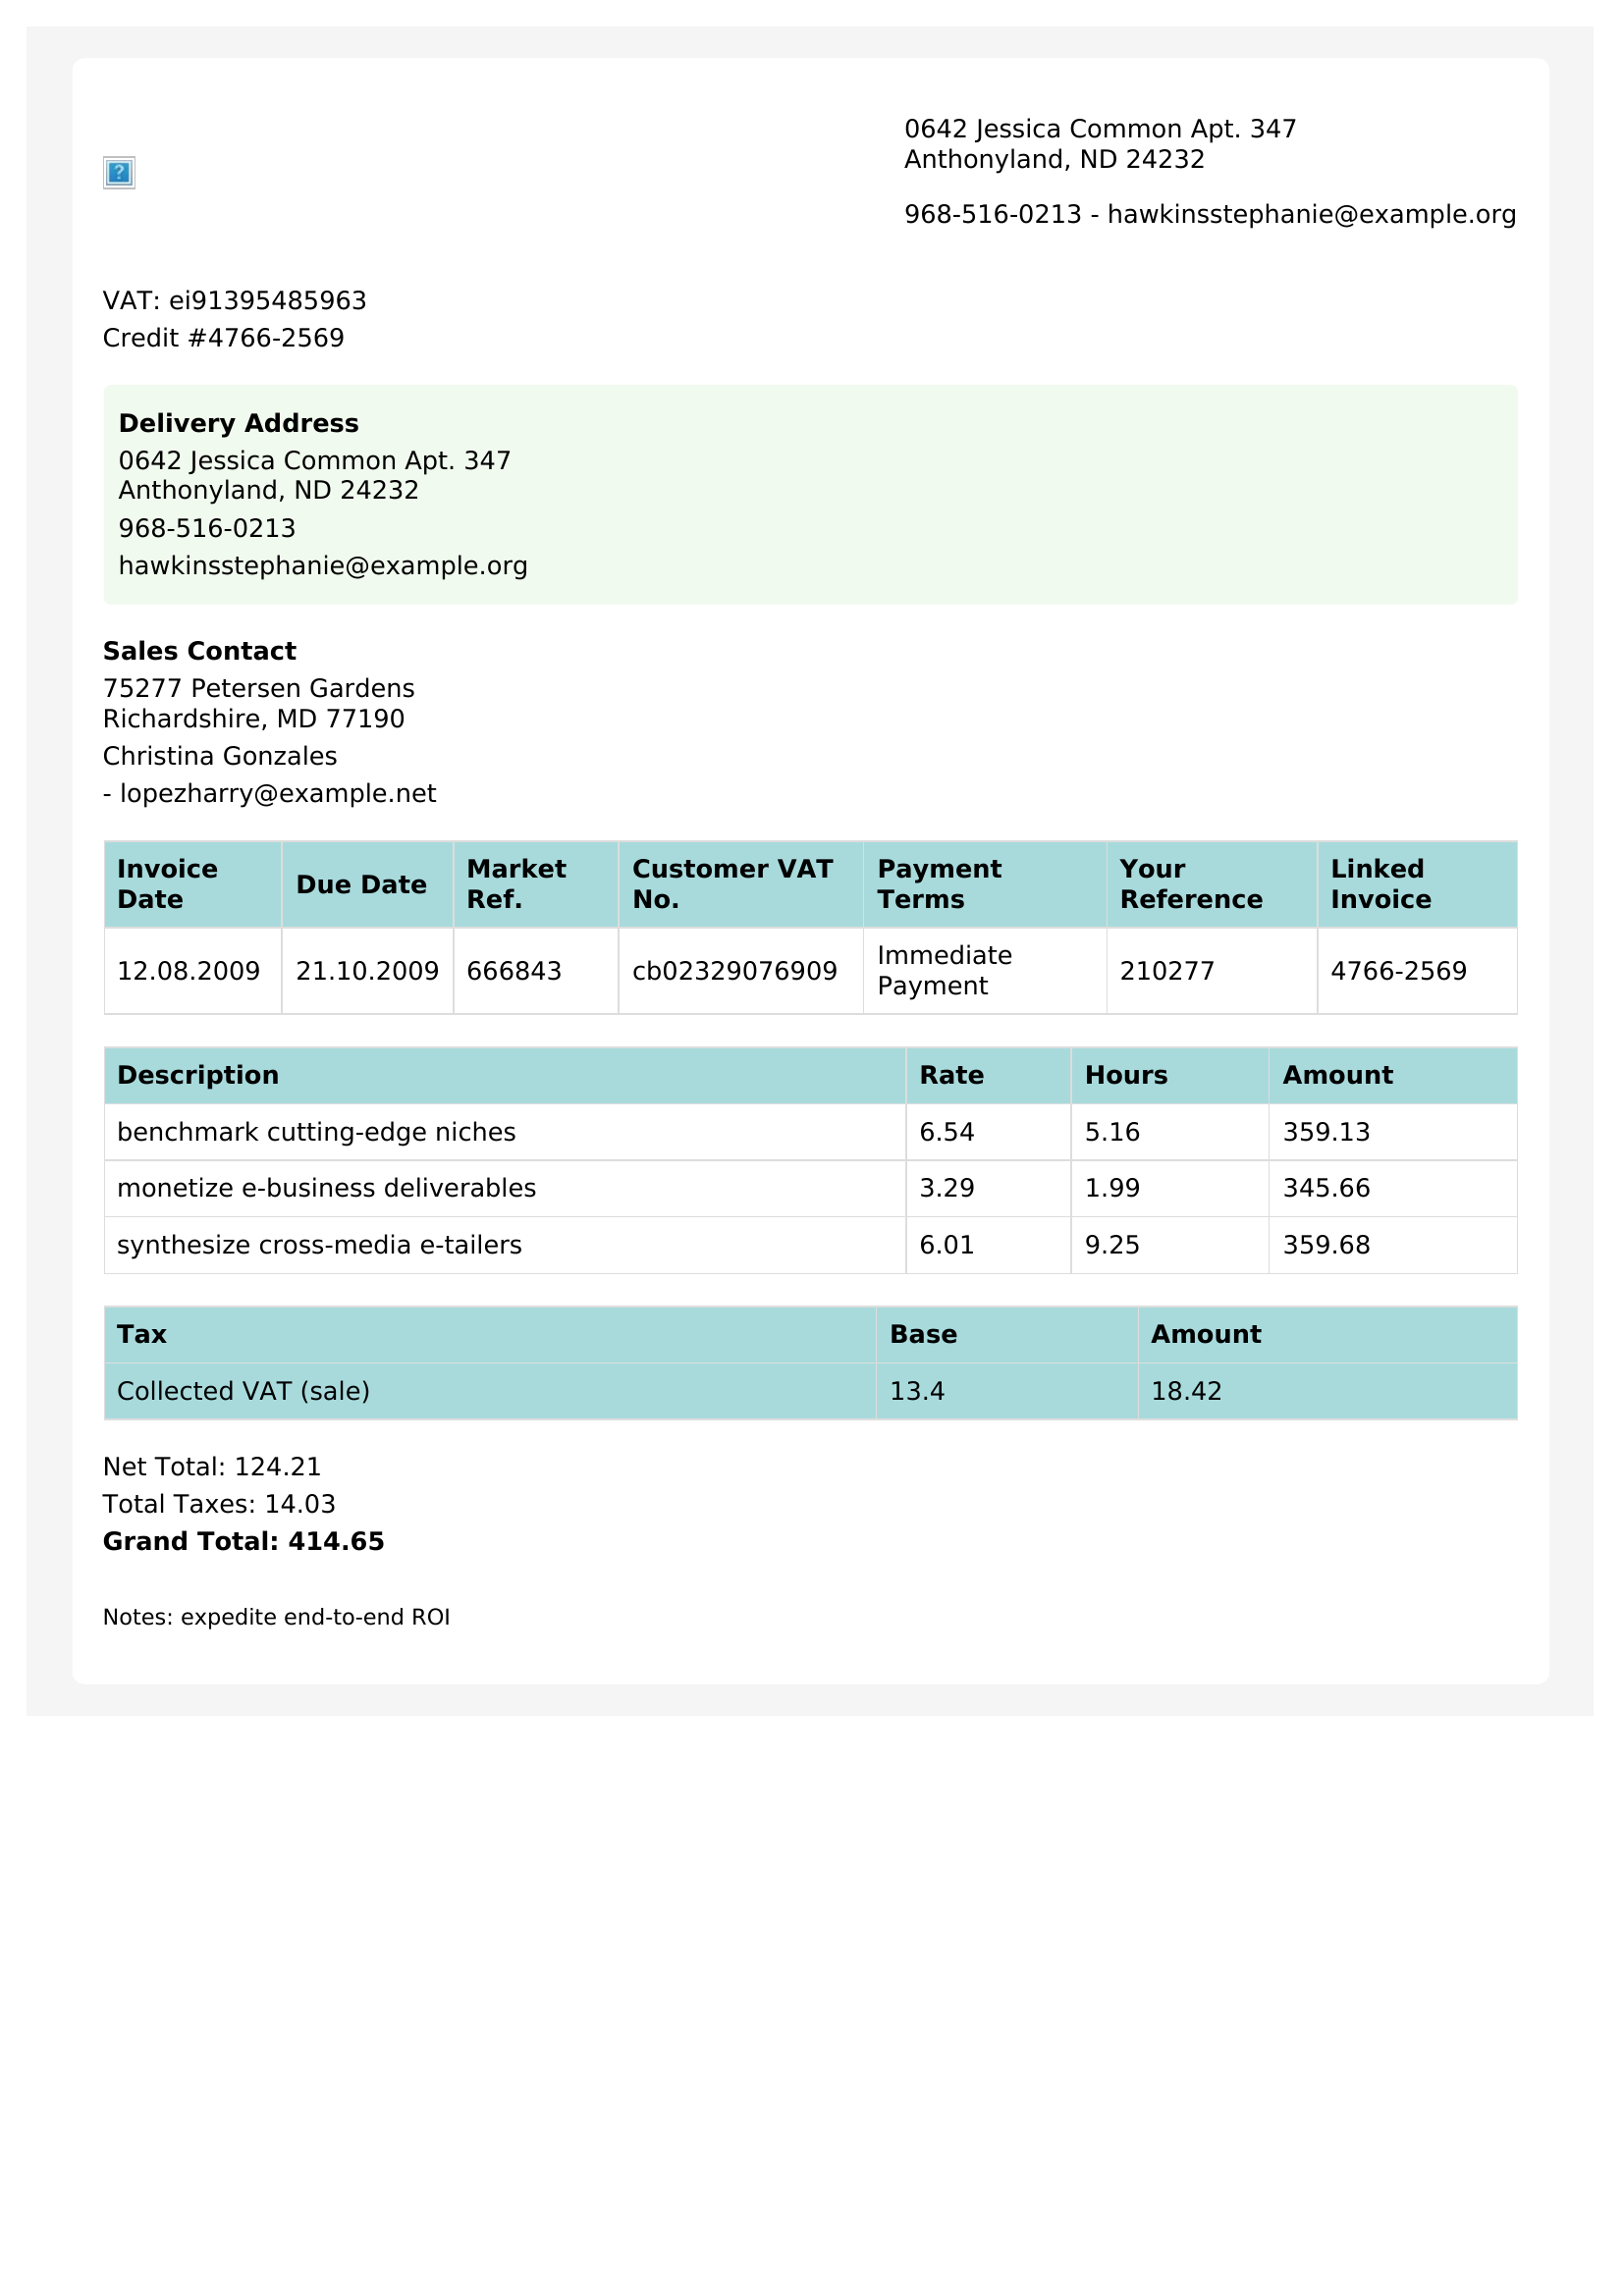 0642 Jessica Common Apt. 347
Anthonyland, ND 24232
968-516-0213 - hawkinsstephanie@example.org
VAT: ei91395485963
Credit #4766-2569
Delivery Address
0642 Jessica Common Apt. 347
Anthonyland, ND 24232
968-516-0213
hawkinsstephanie@example.org
Sales Contact
75277 Petersen Gardens
Richardshire, MD 77190
Christina Gonzales
- lopezharry@example.net
Invoice Date Due Date Market Ref. Customer VAT No. Payment Terms Your Reference Linked Invoice
12.08.2009 21.10.2009 666843 cb02329076909 Immediate Payment 210277 4766-2569
Description Rate Hours Amount
benchmark cutting-edge niches 6.54 5.16 359.13
monetize e-business deliverables 3.29 1.99 345.66
synthesize cross-media e-tailers 6.01 9.25 359.68
Tax Base Amount
Collected VAT (sale) 13.4 18.42
Net Total: 124.21
Total Taxes: 14.03
Grand Total: 414.65
Notes: expedite end-to-end ROI